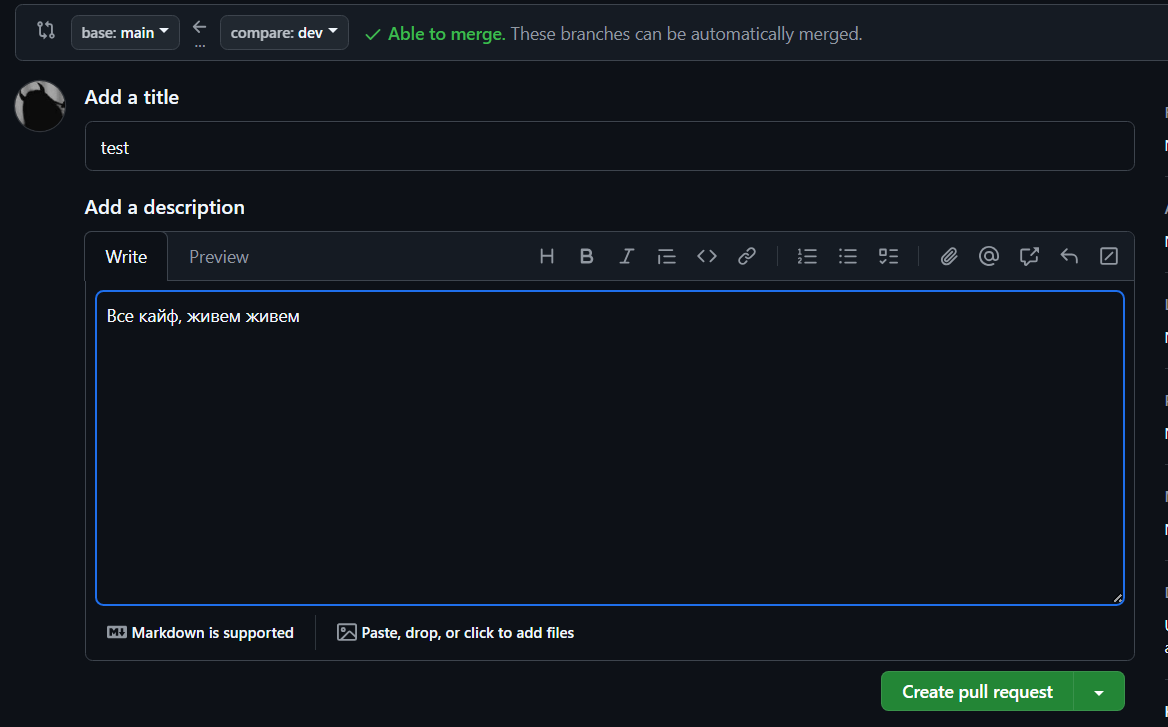 base: main compare: dev Able to merge. These branches can be automatically merged.
Add a title
test
Add a description
Write Preview
Все кайф, живем живем
Markdown is supported Paste, drop, or click to add files
Create pull request